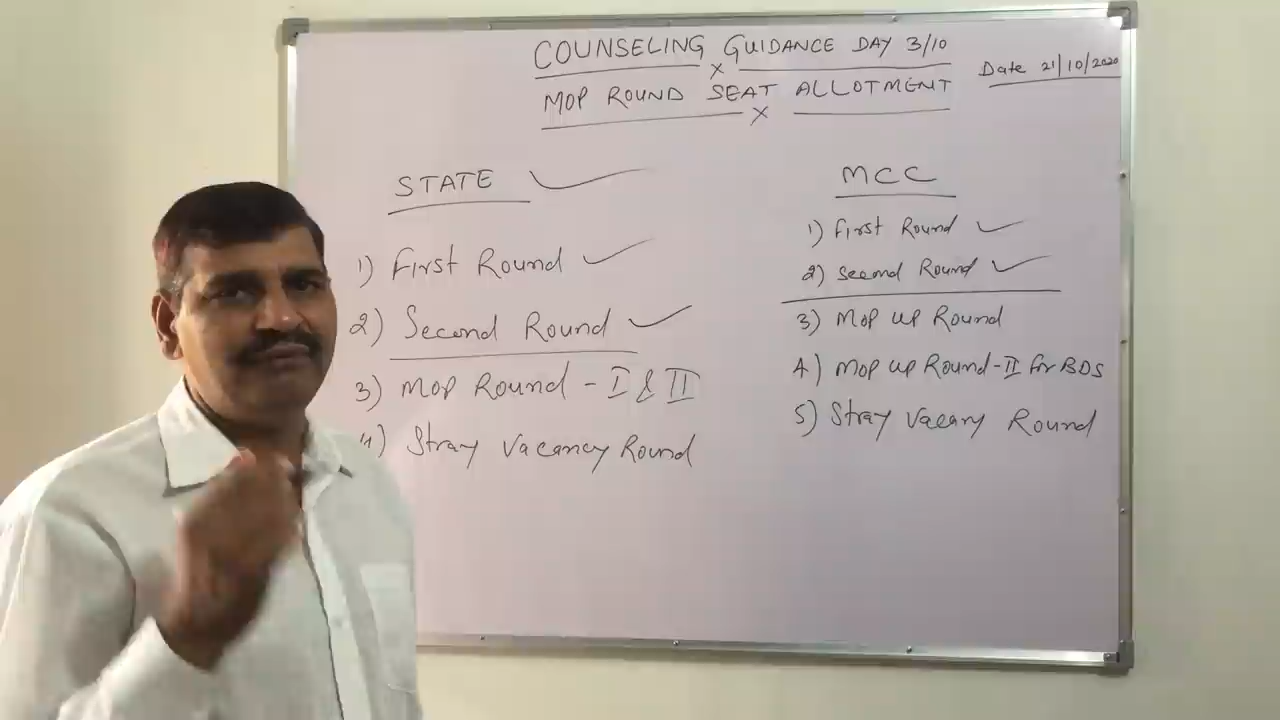 COUNSELING GUIDANCE DAY 3/10
Date 21/10/2020
MOP ROUND SEAT ALLOTMENT
STATE
1) First Round
2) Second Round
3) MOP Round - I & II
4) Stray Vacancy Round
MCC
1) First Round
2) Second Round
3) Mop up Round
4) Mop up Round-II for BDS
5) Stray Vacany Round